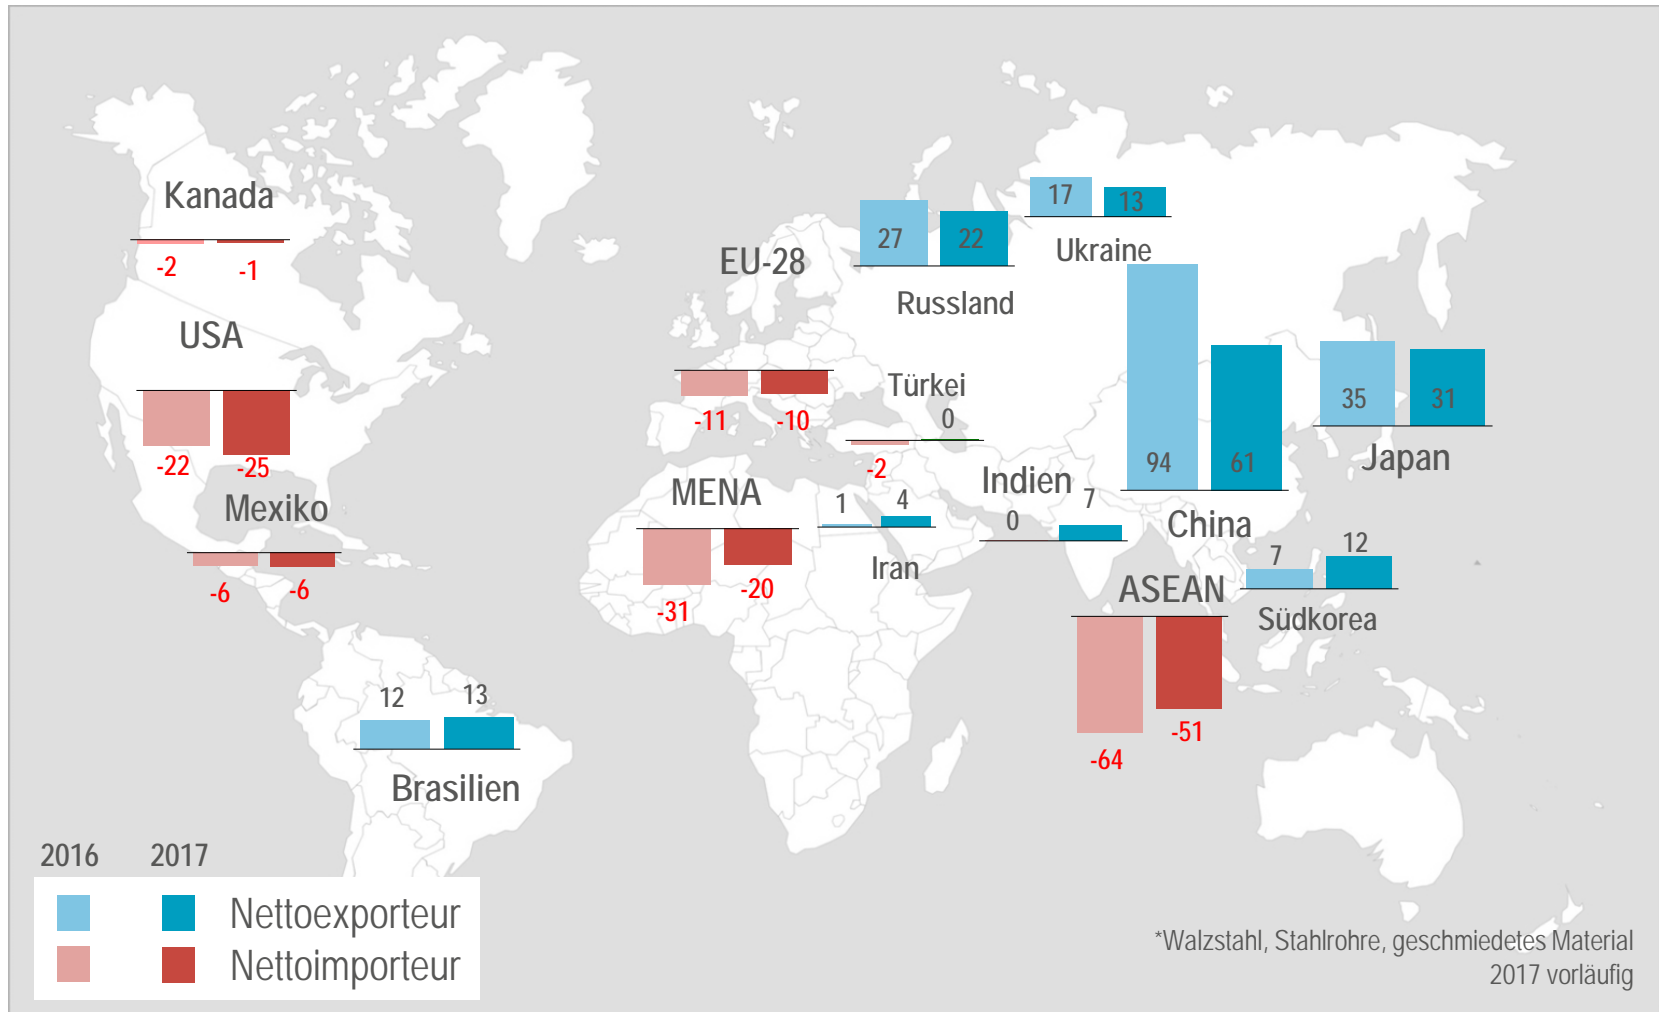 Kanada
-2
-1
USA
-22
-25
Mexiko
-6
-6
12
13
Brasilien
EU-28
-11
-10
27
22
Russland
17
13
Ukraine
Türkei
0
-2
MENA
-31
-20
1
4
Iran
Indien
0
7
94
61
China
35
31
Japan
7
12
Südkorea
ASEAN
-64
-51
2016 2017
Nettoexporteur
Nettoimporteur
*Walzstahl, Stahlrohre, geschmiedetes Material
2017 vorläufig